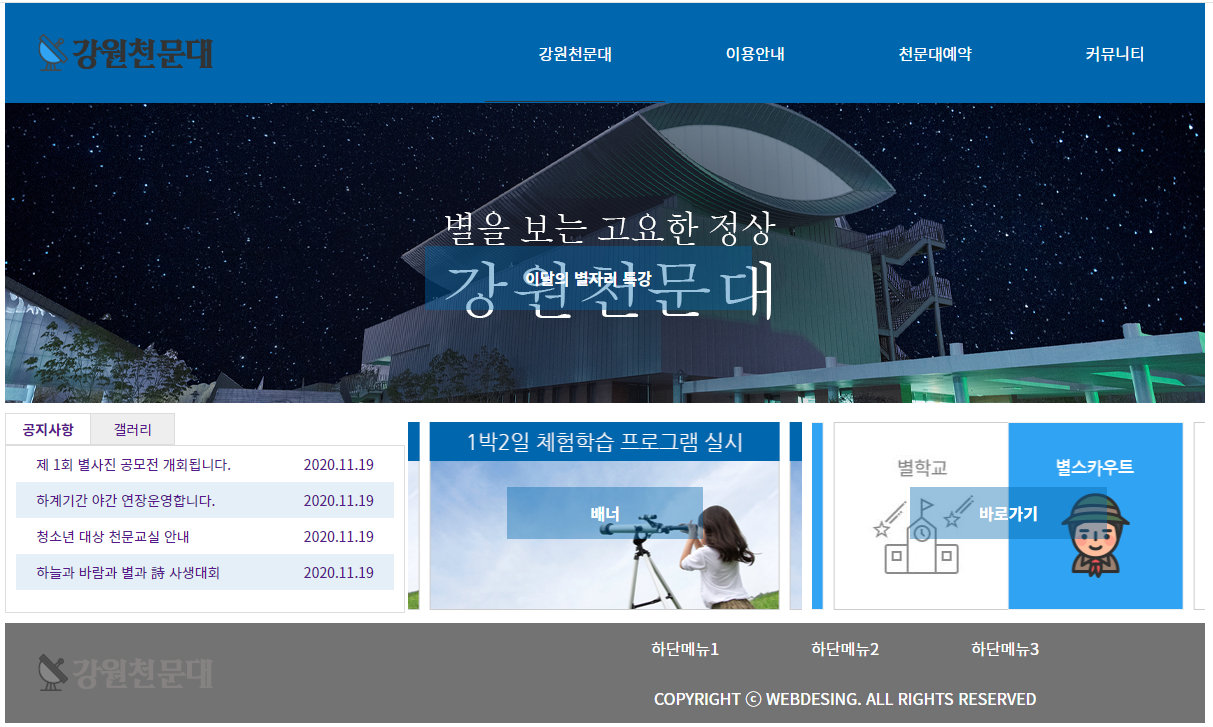 강원천문대
강원천문대 이용안내 천문대예약 커뮤니티
별을 보는 고요한 정상
강원천문대
이달의 별자리 특강
공지사항 갤러리
제 1회 별사진 공모전 개회됩니다. 2020.11.19
하계기간 야간 연장운영합니다. 2020.11.19
청소년 대상 천문교실 안내 2020.11.19
하늘과 바람과 별과 詩 사생대회 2020.11.19
1박2일 체험학습 프로그램 실시
배너
별학교 별스카우트
바로가기
강원천문대
하단메뉴1 하단메뉴2 하단메뉴3
COPYRIGHT ⓒ WEBDESING. ALL RIGHTS RESERVED